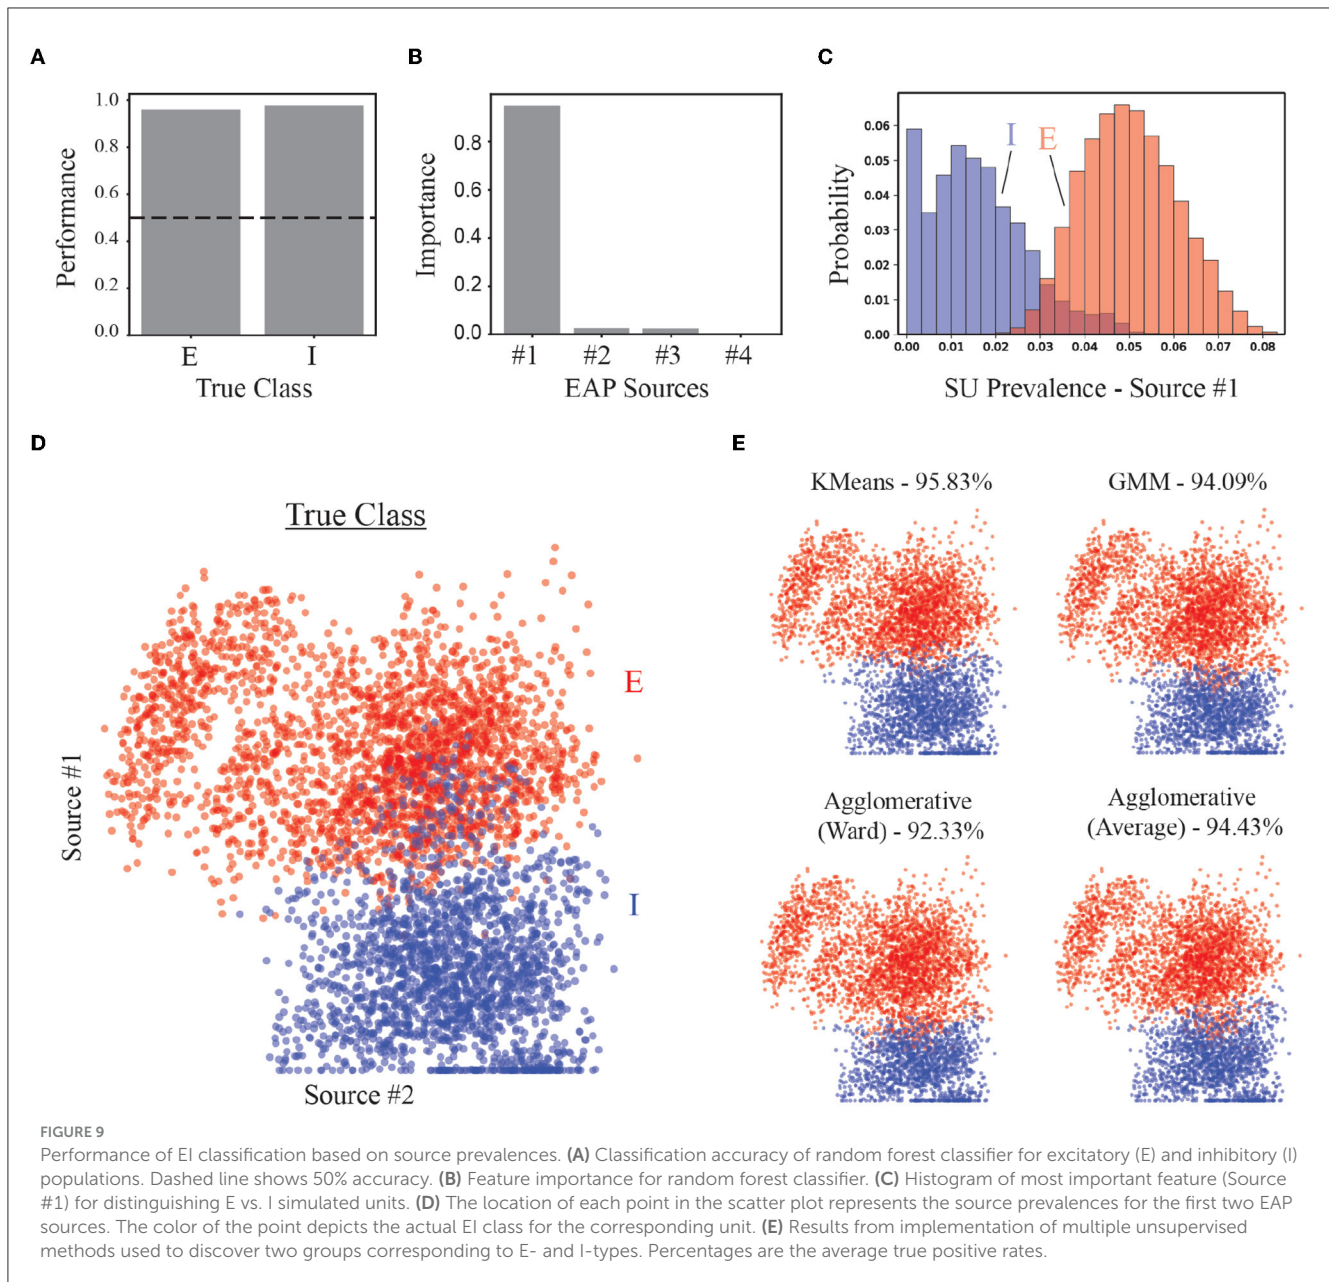 A
B
C
1.0
0.8
0.6
0.4
0.2
0.0
Performance
E
I
True Class
0.8
0.6
0.4
0.2
0.0
Importance
#1
#2
#3
#4
EAP Sources
0.06
0.05
0.04
0.03
0.02
0.01
0.00
Probability
I
E
0.00 0.01 0.02 0.03 0.04 0.05 0.06 0.07 0.08
SU Prevalence - Source #1
D
True Class
E
I
Source #1
Source #2
E
KMeans - 95.83%
GMM - 94.09%
Agglomerative
(Ward) - 92.33%
Agglomerative
(Average) - 94.43%
FIGURE 9
Performance of EI classification based on source prevalences. (A) Classification accuracy of random forest classifier for excitatory (E) and inhibitory (I)
populations. Dashed line shows 50% accuracy. (B) Feature importance for random forest classifier. (C) Histogram of most important feature (Source
#1) for distinguishing E vs. I simulated units. (D) The location of each point in the scatter plot represents the source prevalences for the first two EAP
sources. The color of the point depicts the actual EI class for the corresponding unit. (E) Results from implementation of multiple unsupervised
methods used to discover two groups corresponding to E- and I-types. Percentages are the average true positive rates.